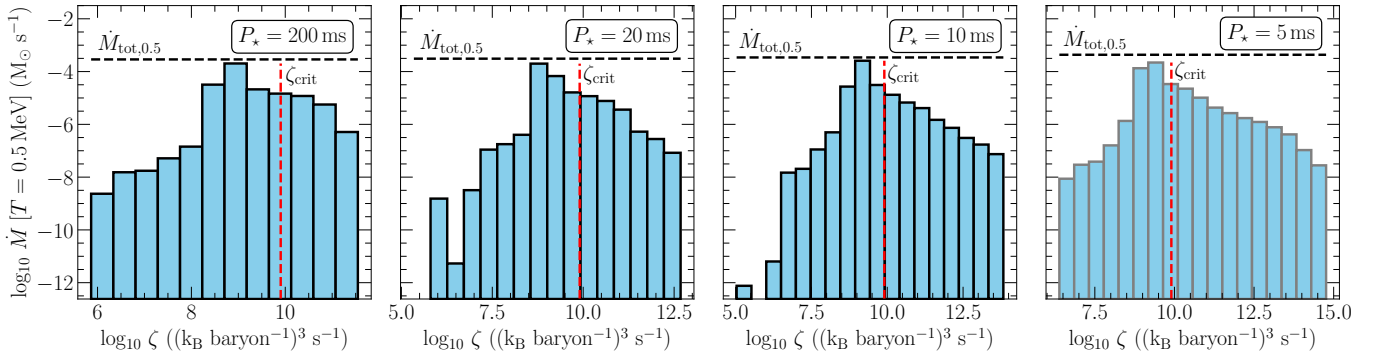 log₁₀ Ṁ [T = 0.5 MeV] (M⊙ s⁻¹)
−2
−4
−6
−8
−10
−12
P⋆ = 200 ms
Ṁtot,0.5
ζcrit
6 8 10
log₁₀ ζ ((k_B baryon⁻¹)³ s⁻¹)
P⋆ = 20 ms
Ṁtot,0.5
ζcrit
5.0 7.5 10.0 12.5
log₁₀ ζ ((k_B baryon⁻¹)³ s⁻¹)
P⋆ = 10 ms
Ṁtot,0.5
ζcrit
5.0 7.5 10.0 12.5
log₁₀ ζ ((k_B baryon⁻¹)³ s⁻¹)
P⋆ = 5 ms
Ṁtot,0.5
ζcrit
7.5 10.0 12.5 15.0
log₁₀ ζ ((k_B baryon⁻¹)³ s⁻¹)